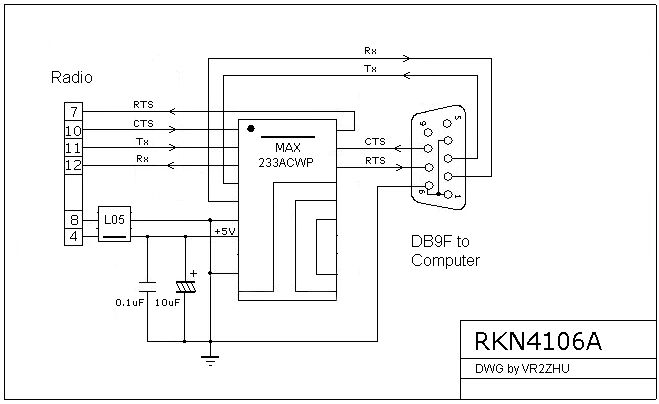 Rx
Tx
Radio
7
RTS
10
CTS
11
Tx
12
Rx
8
4
L05
+5V
0.1uF
10uF
+
MAX
233ACWP
CTS
RTS
5
9
6
1
DB9F to
Computer
RKN4106A
DWG by VR2ZHU